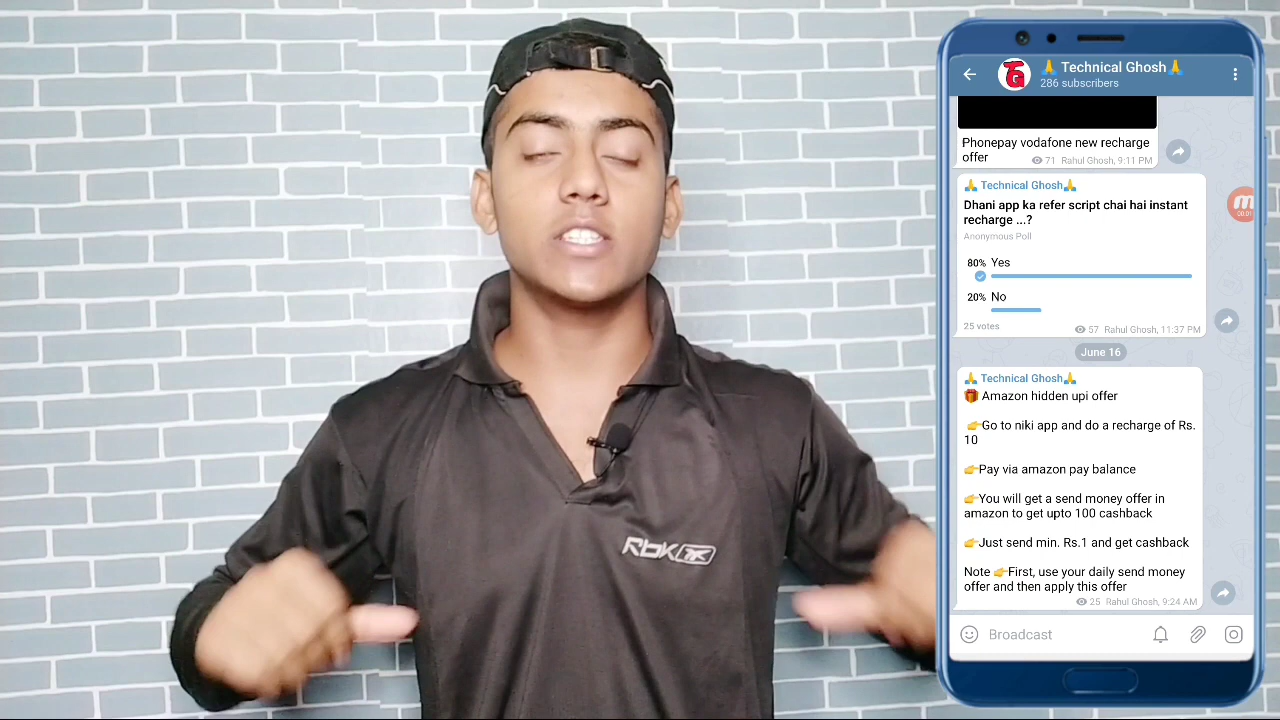 🙏 Technical Ghosh🙏
286 subscribers
Phonepay vodafone new recharge
offer
71 Rahul Ghosh, 9:11 PM
🙏 Technical Ghosh🙏
Dhani app ka refer script chai hai instant
recharge ...?
Anonymous Poll
80% Yes
20% No
25 votes
57 Rahul Ghosh, 11:37 PM
June 16
🙏 Technical Ghosh🙏
🎁 Amazon hidden upi offer
👉Go to niki app and do a recharge of Rs.
10
👉Pay via amazon pay balance
👉You will get a send money offer in
amazon to get upto 100 cashback
👉Just send min. Rs.1 and get cashback
Note 👉First, use your daily send money
offer and then apply this offer
25 Rahul Ghosh, 9:24 AM
Broadcast
TG
00:01
Rbk